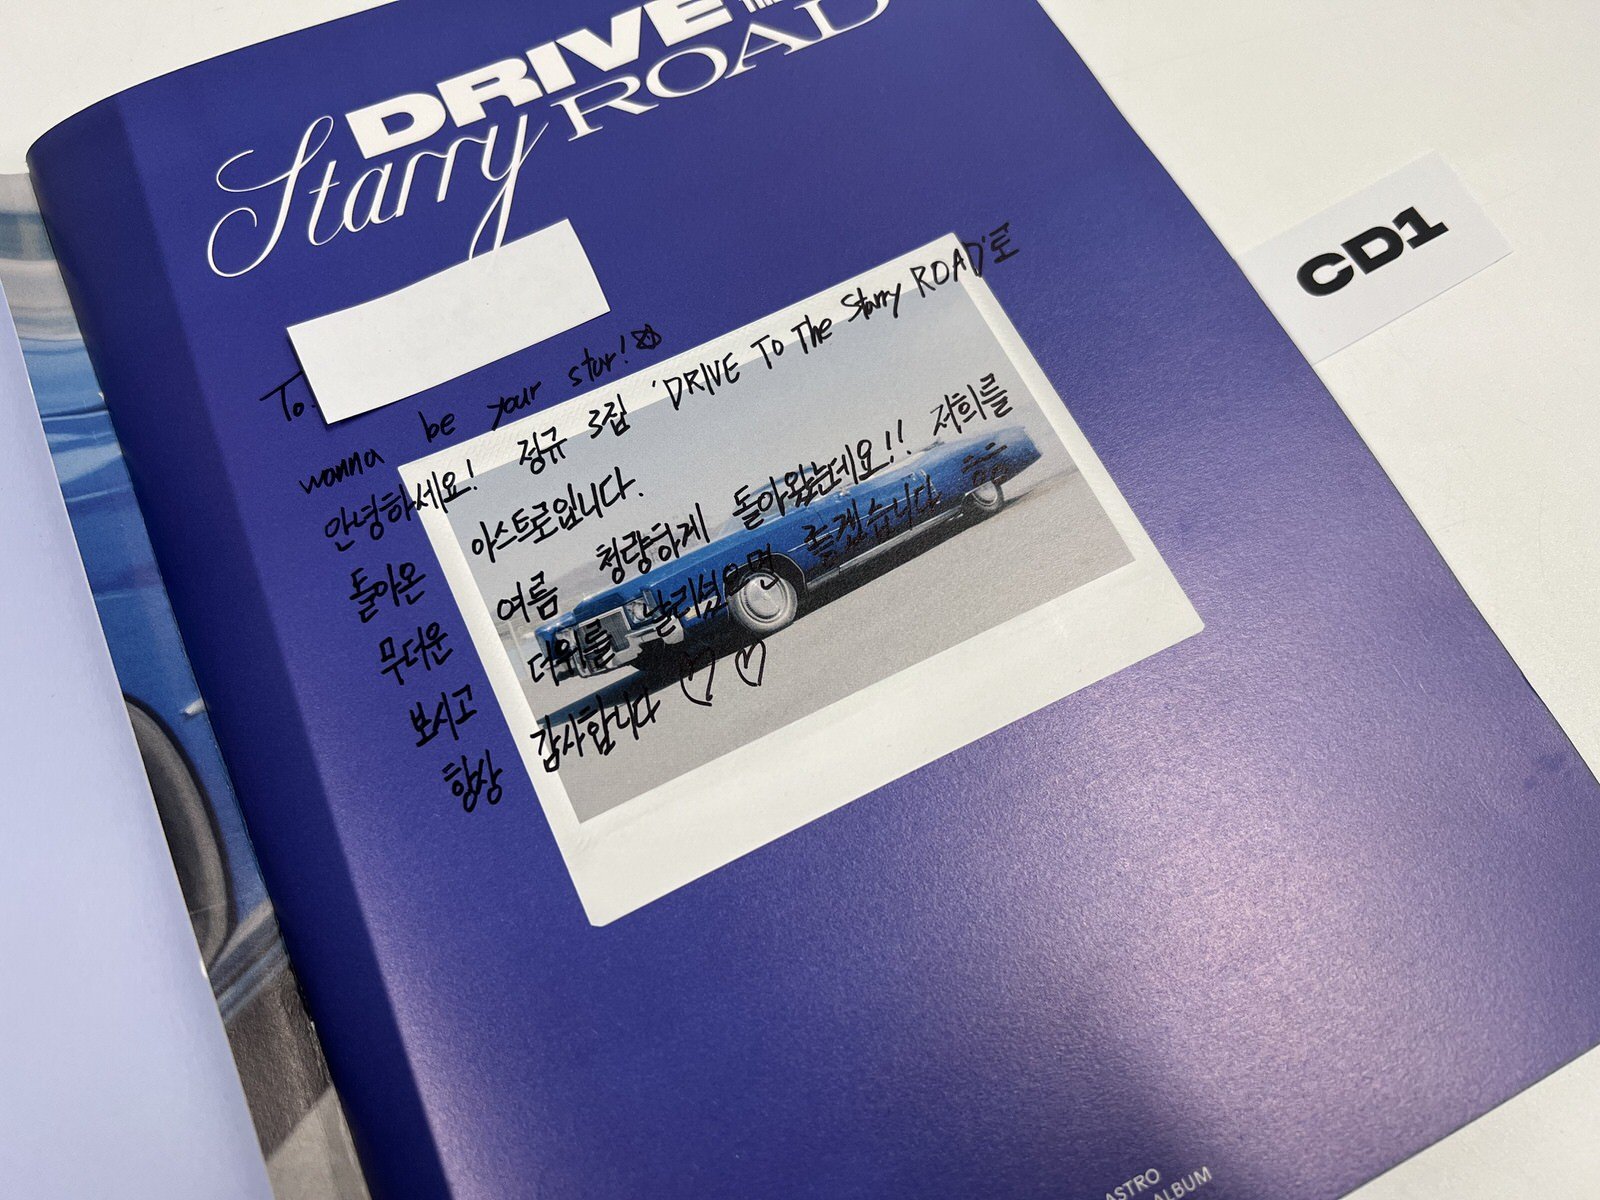 DRIVE
Starry ROAD
CD1
To.
wanna be your star!
안녕하세요! 정규 3집 'DRIVE To The Starry ROAD'로
돌아온 아스트로입니다.
무더운 여름 청량하게 돌아왔는데요!! 저희를
보시고 더위를 날리셨으면 좋겠습니다 ㅎㅎ
항상 감사합니다 ♡ ♡
ASTRO
ALBUM